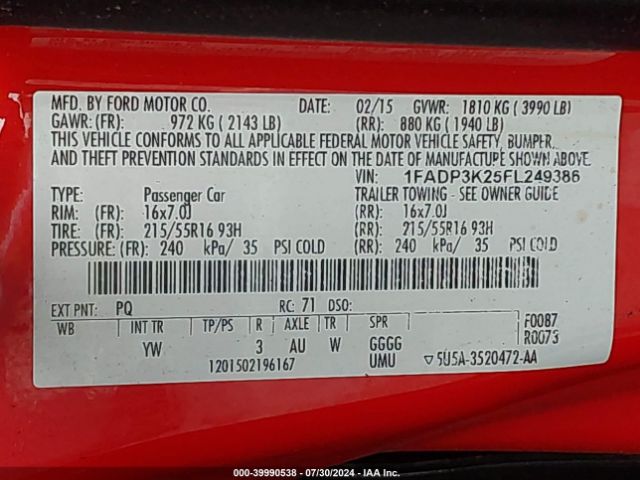 MFD. BY FORD MOTOR CO. DATE: 02/15 GVWR: 1810 KG ( 3990 LB)
GAWR: (FR): 972 KG ( 2143 LB) (RR): 880 KG ( 1940 LB)
THIS VEHICLE CONFORMS TO ALL APPLICABLE FEDERAL MOTOR VEHICLE SAFETY, BUMPER,
AND THEFT PREVENTION STANDARDS IN EFFECT ON THE DATE OF MANUFACTURE SHOWN ABOVE.
VIN: 1FADP3K25FL249386
TYPE: Passenger Car TRAILER TOWING - SEE OWNER GUIDE
RIM: (FR): 16x7.0J (RR): 16x7.0J
TIRE: (FR): 215/55R16 93H (RR): 215/55R16 93H
PRESSURE: (FR): 240 kPa/ 35 PSI COLD (RR): 240 kPa/ 35 PSI COLD
EXT PNT: PQ RC: 71 DSO:
WB INT TR TP/PS R AXLE TR SPR F0087
YW 3 AU W GGGG R0073
1201502196167 UMU ▽5U5A-3520472-AA
000-39990538 - 07/30/2024 - IAAI.com